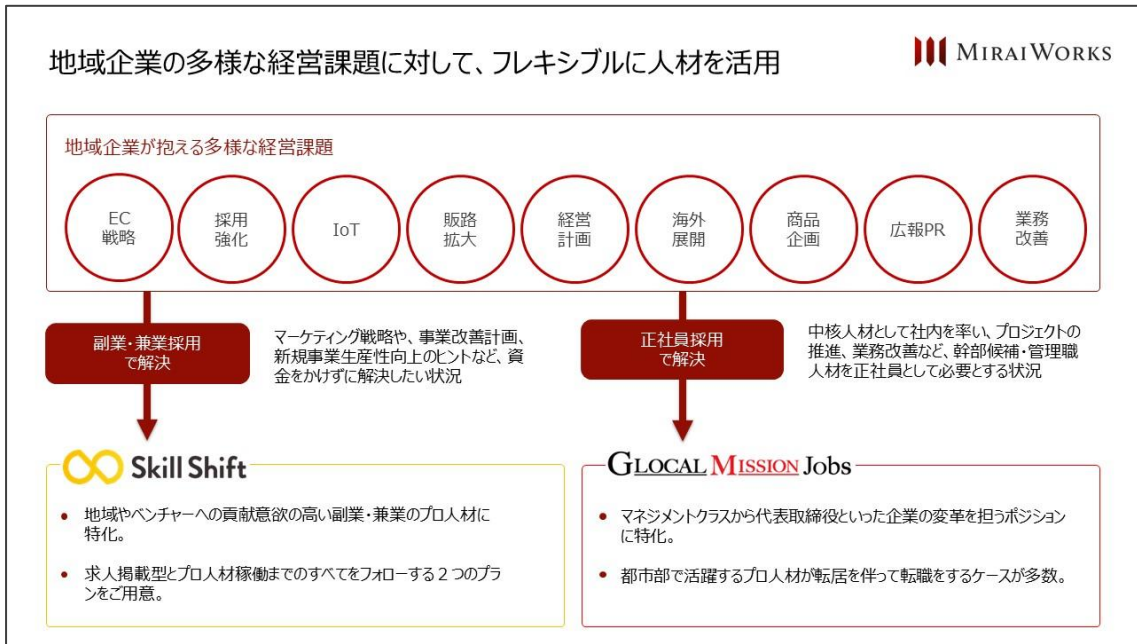 地域企業の多様な経営課題に対して、フレキシブルに人材を活用
MIRAIWORKS
地域企業が抱える多様な経営課題
EC
戦略
採用
強化
IoT
販路
拡大
経営
計画
海外
展開
商品
企画
広報PR
業務
改善
副業・兼業採用
で解決
マーケティング戦略や、事業改善計画、
新規事業生産性向上のヒントなど、資
金をかけずに解決したい状況
正社員採用
で解決
中核人材として社内を率い、プロジェクトの
推進、業務改善など、幹部候補・管理職
人材を正社員として必要とする状況
Skill Shift
• 地域やベンチャーへの貢献意欲の高い副業・兼業のプロ人材に
特化。
• 求人掲載型とプロ人材稼働までのすべてをフォローする２つのプラ
ンをご用意。
GLOCAL MISSION Jobs
• マネジメントクラスから代表取締役といった企業の変革を担うポジション
に特化。
• 都市部で活躍するプロ人材が転居を伴って転職をするケースが多数。